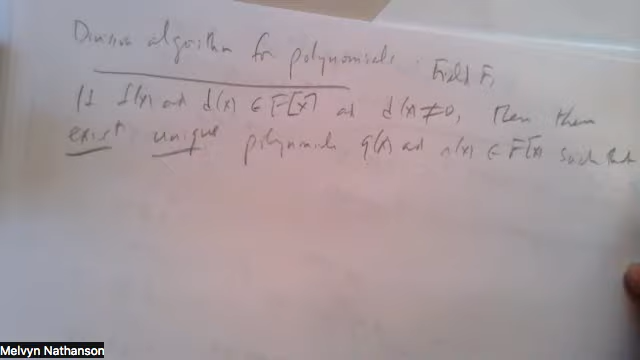 Division algorithm for polynomials. Field F.
If f(x) and d(x) ∈ F[x] and d(x) ≠ 0, then there
exist unique polynomials q(x) and r(x) ∈ F[x] such that
Melvyn Nathanson